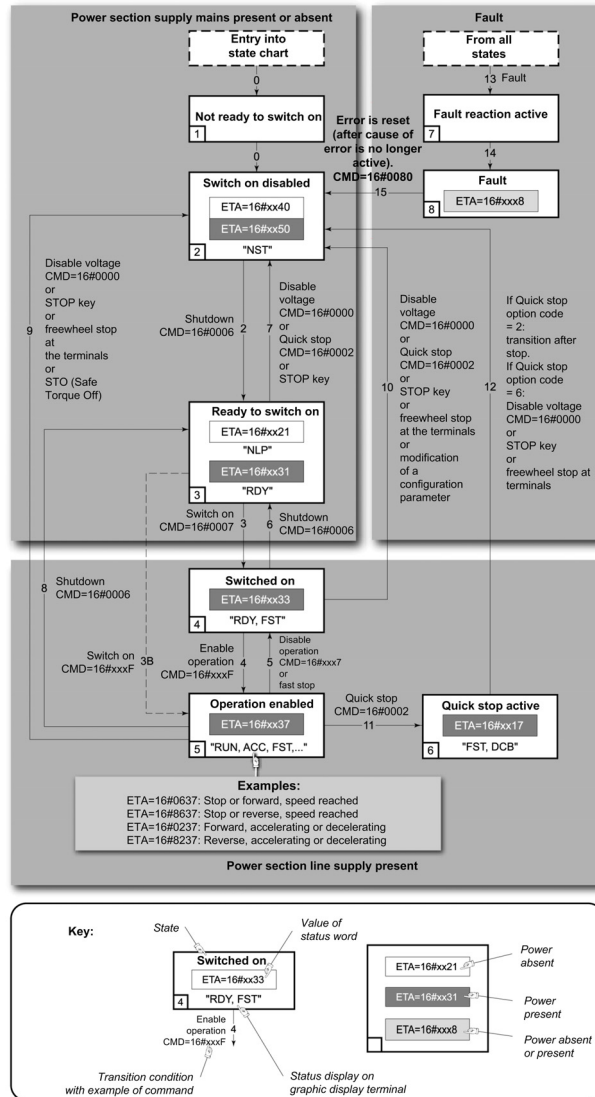 Power section supply mains present or absent
Entry into
state chart
0
Not ready to switch on
1
0
Switch on disabled
ETA=16#xx40
ETA=16#xx50
2
"NST"
Fault
From all
states
13 Fault
Fault reaction active
7
14
Fault
ETA=16#xxx8
8
Error is reset
(after cause of
error is no longer
active).
CMD=16#0080
15
9
Disable voltage
CMD=16#0000
or
STOP key
or
freewheel stop
at
the terminals
or
STO (Safe
Torque Off)
Shutdown
CMD=16#0006
2
7
Disable
voltage
CMD=16#0000
or
Quick stop
CMD=16#0002
or
STOP key
10
Disable
voltage
CMD=16#0000
or
Quick stop
CMD=16#0002
or
STOP key
or
freewheel stop
at the terminals
or
modification
of a
configuration
parameter
12
If Quick stop
option code
= 2:
transition after
stop.
If Quick stop
option code
= 6:
Disable voltage
CMD=16#0000
or
STOP key
or
freewheel stop at
terminals
Ready to switch on
ETA=16#xx21
"NLP"
ETA=16#xx31
3
"RDY"
Switch on
CMD=16#0007
3
6
Shutdown
CMD=16#0006
Switched on
ETA=16#xx33
4
"RDY, FST"
8
Shutdown
CMD=16#0006
Switch on
CMD=16#xxxF
3B
Enable
operation
CMD=16#xxxF
4
5
Disable
operation
CMD=16#xxx7
or
fast stop
Operation enabled
ETA=16#xx37
5
"RUN, ACC, FST,..."
Quick stop
CMD=16#0002
11
Quick stop active
ETA=16#xx17
6
"FST, DCB"
Examples:
ETA=16#0637: Stop or forward, speed reached
ETA=16#8637: Stop or reverse, speed reached
ETA=16#0237: Forward, accelerating or decelerating
ETA=16#8237: Reverse, accelerating or decelerating
Power section line supply present
Key:
State
Value of
status word
Switched on
ETA=16#xx33
4
"RDY, FST"
Enable
operation
CMD=16#xxxF
4
Transition condition
with example of command
Status display on
graphic display terminal
ETA=16#xx21
Power
absent
ETA=16#xx31
Power
present
ETA=16#xxx8
Power absent
or present